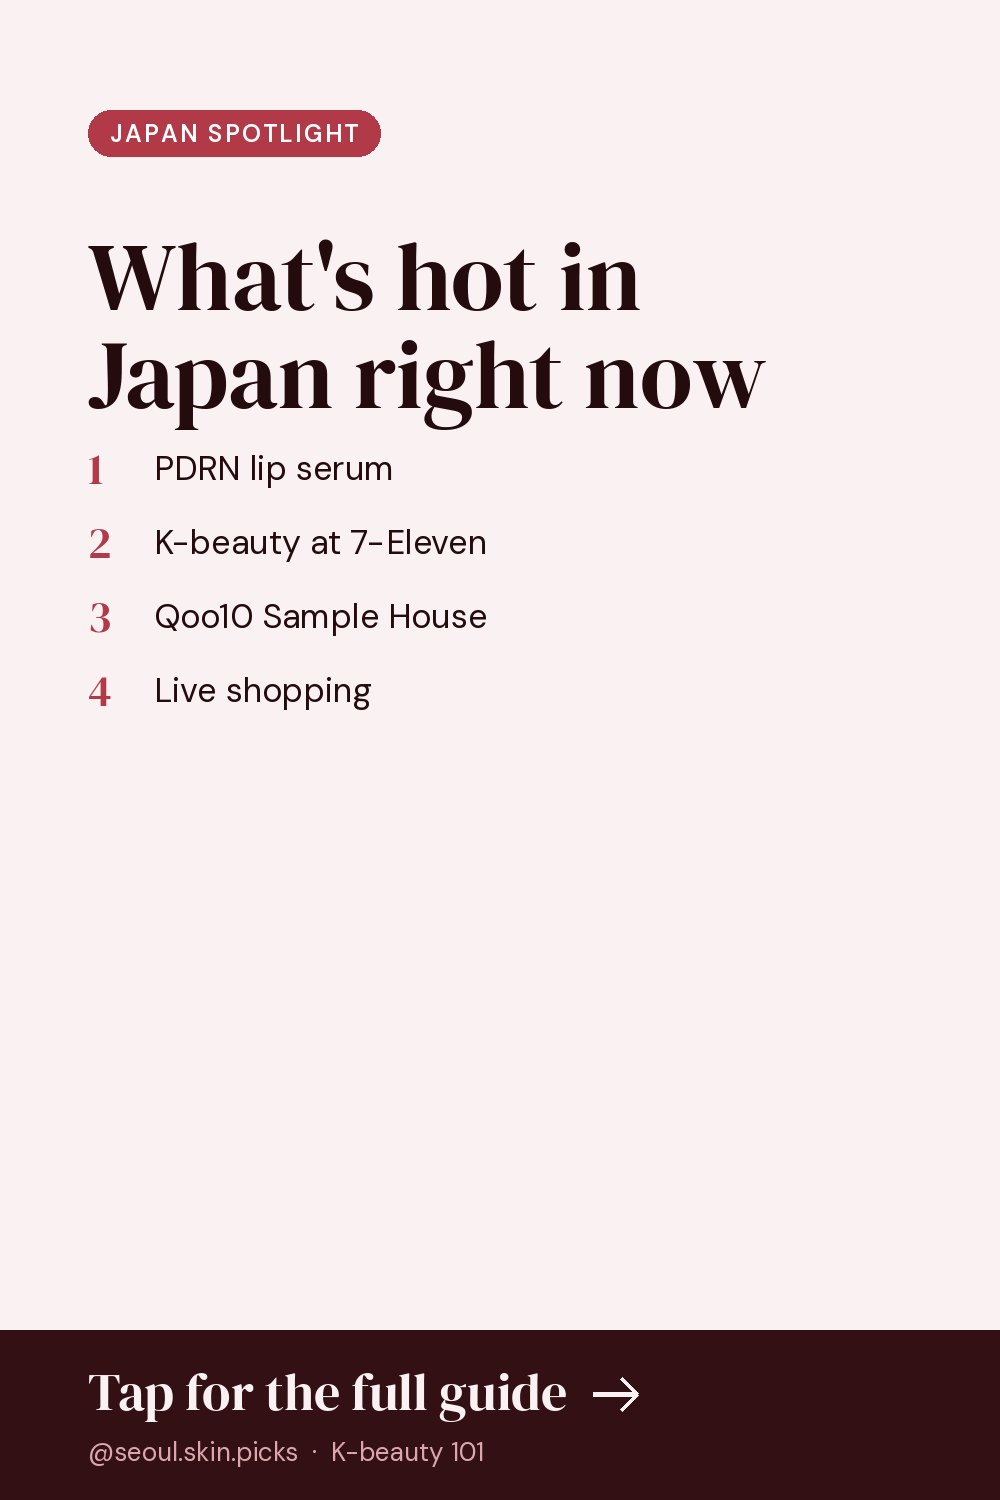 JAPAN SPOTLIGHT
What's hot in
Japan right now
1 PDRN lip serum
2 K-beauty at 7-Eleven
3 Qoo10 Sample House
4 Live shopping
Tap for the full guide →
@seoul.skin.picks · K-beauty 101